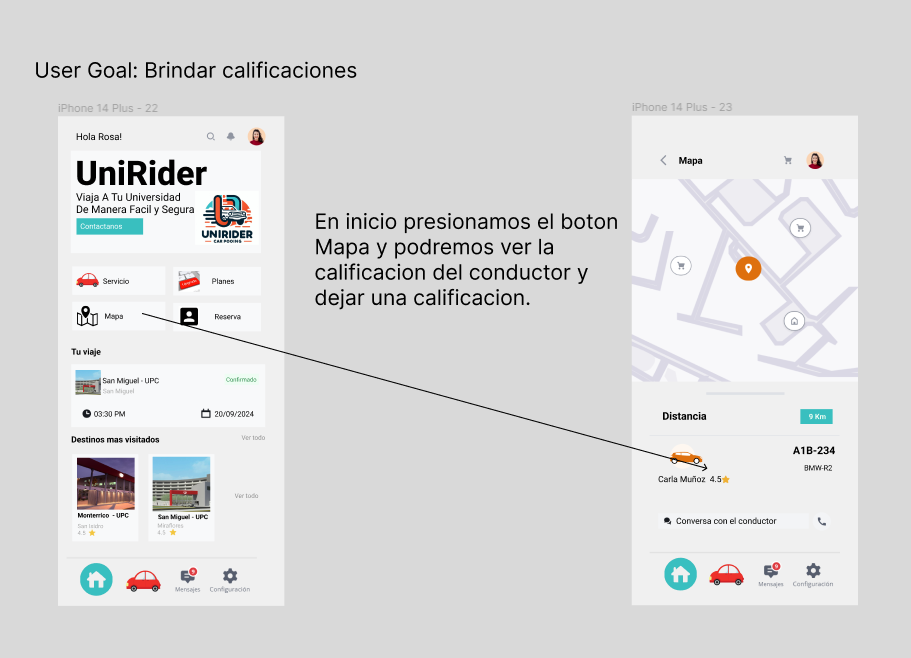 User Goal: Brindar calificaciones
iPhone 14 Plus - 22
Hola Rosa!
UniRider
Viaja A Tu Universidad
De Manera Facil y Segura
Contactanos
UNIRIDER
CAR POOING
Servicio
Planes
Mapa
Reserva
Tu viaje
San Miguel - UPC
San Miguel
Confirmado
03:30 PM
20/09/2024
Destinos mas visitados
Ver todo
Monterrico - UPC
San Isidro
4.5
San Miguel - UPC
Miraflores
4.5
Ver todo
Mensajes
Configuración
En inicio presionamos el boton
Mapa y podremos ver la
calificacion del conductor y
dejar una calificacion.
iPhone 14 Plus - 23
Mapa
Distancia
9 Km
A1B-234
BMW-R2
Carla Muñoz 4.5
Conversa con el conductor
Mensajes
Configuración